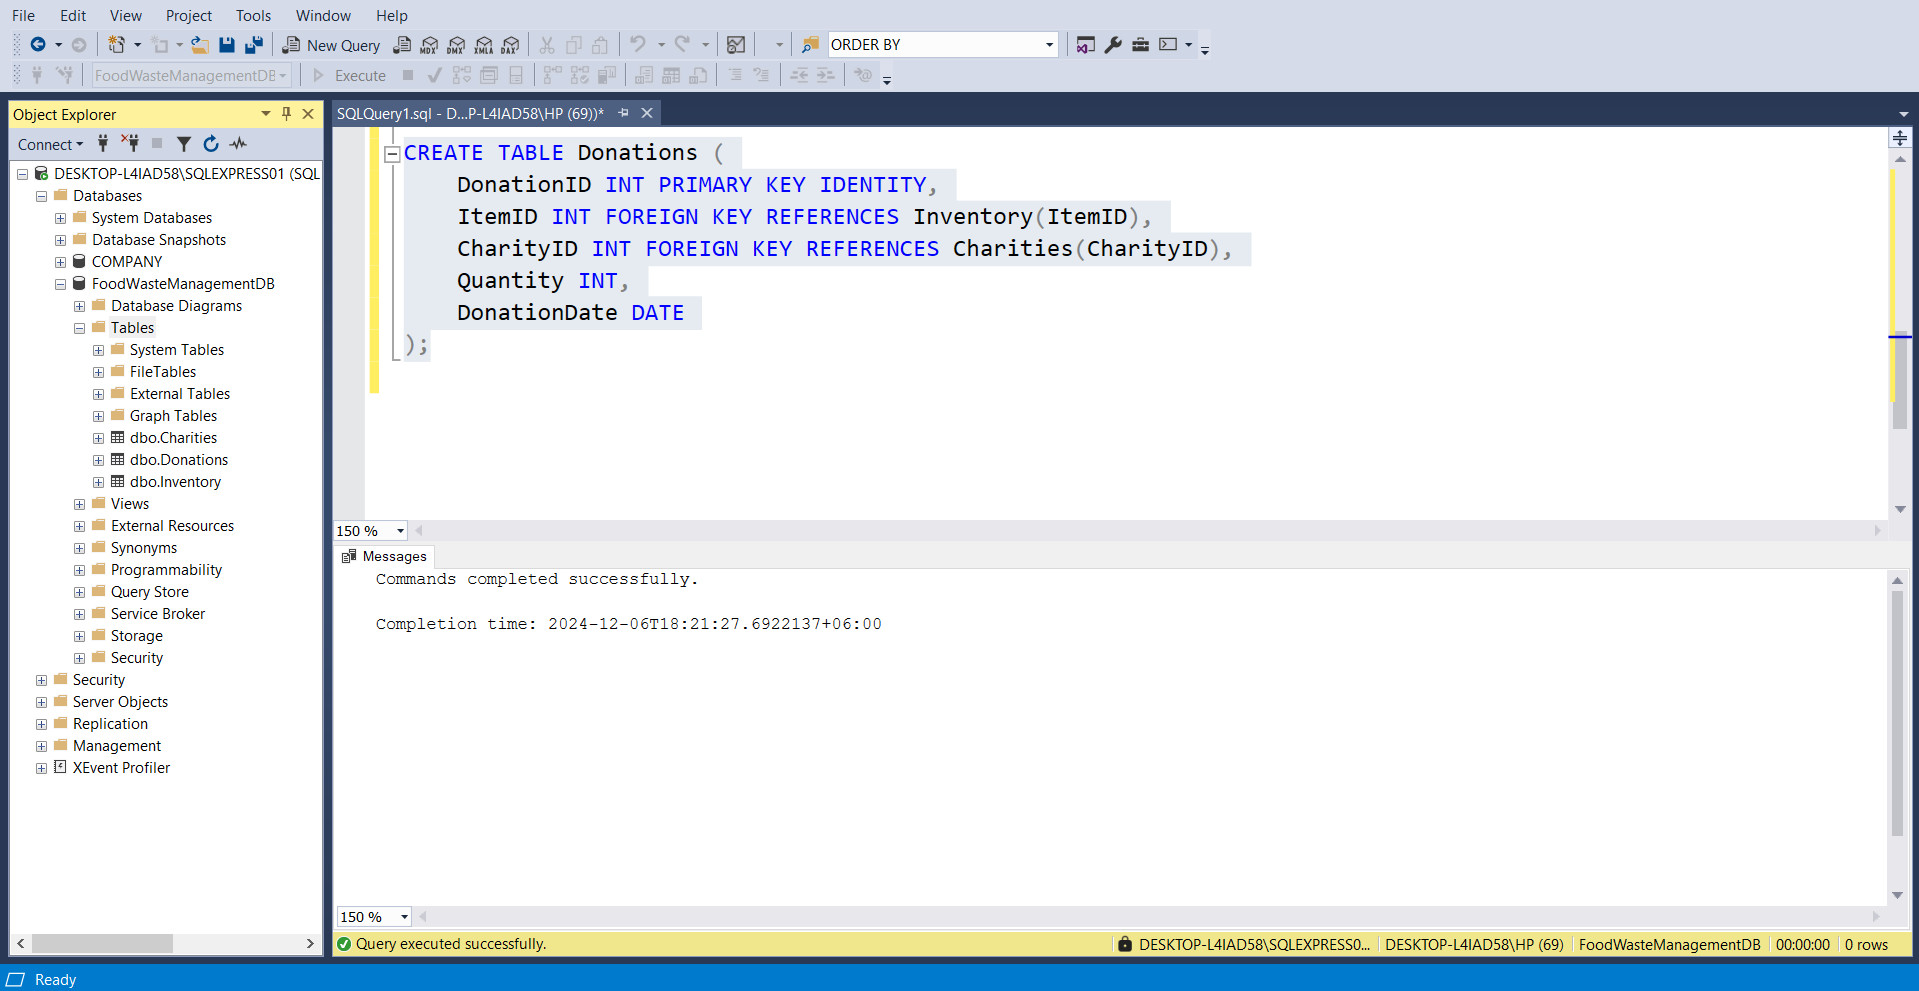 File Edit View Project Tools Window Help
New Query MDX DMX XMLA DAX ORDER BY
FoodWasteManagementDB Execute
Object Explorer
Connect
DESKTOP-L4IAD58\SQLEXPRESS01 (SQL
Databases
System Databases
Database Snapshots
COMPANY
FoodWasteManagementDB
Database Diagrams
Tables
System Tables
FileTables
External Tables
Graph Tables
dbo.Charities
dbo.Donations
dbo.Inventory
Views
External Resources
Synonyms
Programmability
Query Store
Service Broker
Storage
Security
Security
Server Objects
Replication
Management
XEvent Profiler
SQLQuery1.sql - D...P-L4IAD58\HP (69))*
CREATE TABLE Donations (
DonationID INT PRIMARY KEY IDENTITY,
ItemID INT FOREIGN KEY REFERENCES Inventory(ItemID),
CharityID INT FOREIGN KEY REFERENCES Charities(CharityID),
Quantity INT,
DonationDate DATE
);
150 %
Messages
Commands completed successfully.
Completion time: 2024-12-06T18:21:27.6922137+06:00
150 %
Query executed successfully. DESKTOP-L4IAD58\SQLEXPRESS0... DESKTOP-L4IAD58\HP (69) FoodWasteManagementDB 00:00:00 0 rows
Ready